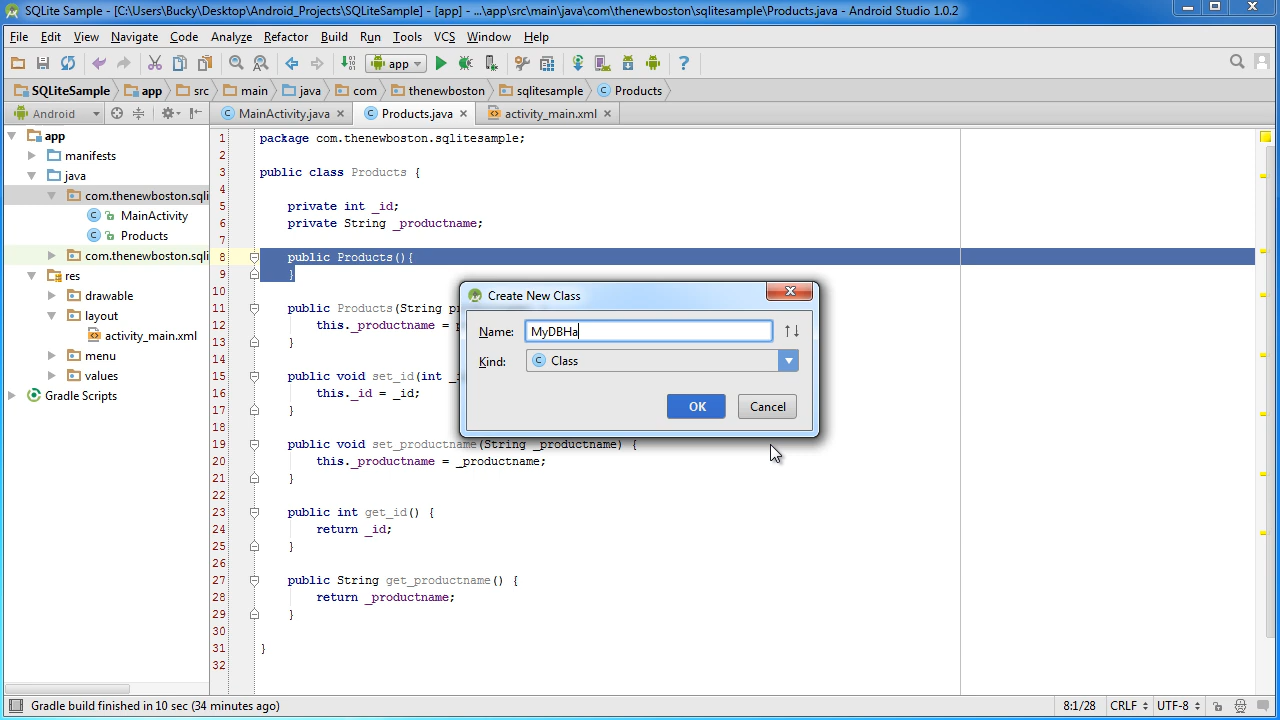 SQLite Sample - [C:\Users\Bucky\Desktop\Android_Projects\SQLiteSample] - [app] - ...\app\src\main\java\com\thenewboston\sqlitesample\Products.java - Android Studio 1.0.2
File Edit View Navigate Code Analyze Refactor Build Run Tools VCS Window Help
app
SQLiteSample app src main java com thenewboston sqlitesample Products
Android MainActivity.java Products.java activity_main.xml
app
manifests
java
com.thenewboston.sqli
MainActivity
Products
com.thenewboston.sqli
res
drawable
layout
activity_main.xml
menu
values
Gradle Scripts
1 package com.thenewboston.sqlitesample;
2
3 public class Products {
4
5 private int _id;
6 private String _productname;
7
8 public Products(){
9 }
10
11 public Products(String p
12 this._productname = p
13 }
14
15 public void set_id(int _i
16 this._id = _id;
17 }
18
19 public void set_productname(String _productname) {
20 this._productname = _productname;
21 }
22
23 public int get_id() {
24 return _id;
25 }
26
27 public String get_productname() {
28 return _productname;
29 }
30
31 }
32
Create New Class
Name: MyDBHa
Kind: Class
OK Cancel
Gradle build finished in 10 sec (34 minutes ago) 8:1/28 CRLF UTF-8